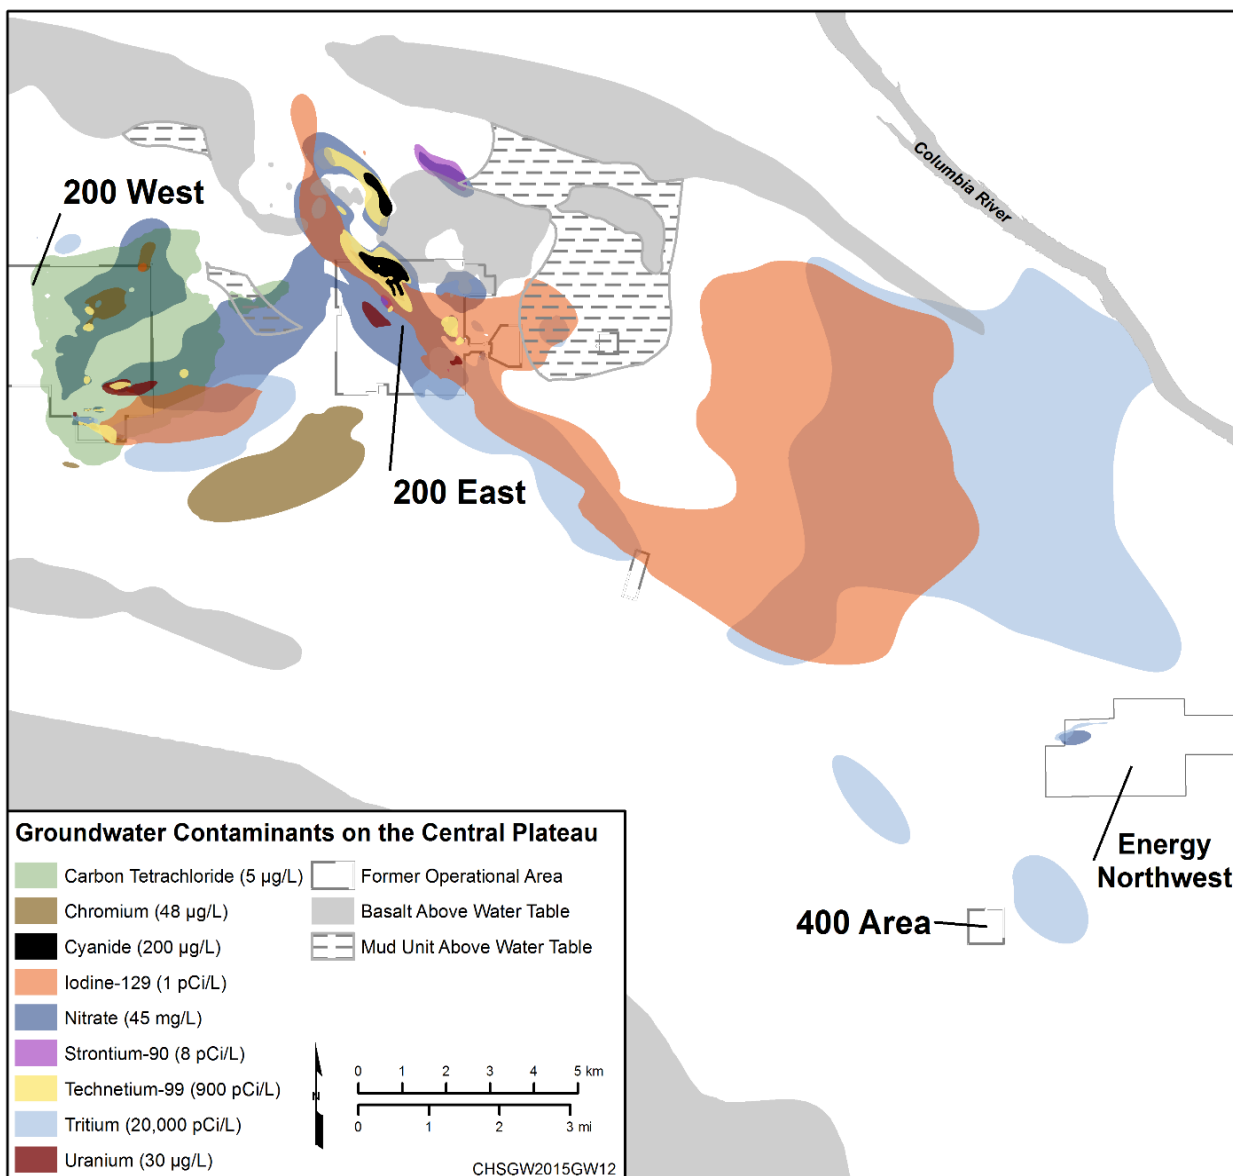 Columbia River
200 West
200 East
Energy
Northwest
400 Area
Groundwater Contaminants on the Central Plateau
Carbon Tetrachloride (5 µg/L)
Chromium (48 µg/L)
Cyanide (200 µg/L)
Iodine-129 (1 pCi/L)
Nitrate (45 mg/L)
Strontium-90 (8 pCi/L)
Technetium-99 (900 pCi/L)
Tritium (20,000 pCi/L)
Uranium (30 µg/L)
Former Operational Area
Basalt Above Water Table
Mud Unit Above Water Table
N
0 1 2 3 4 5 km
0 1 2 3 mi
CHSGW2015GW12